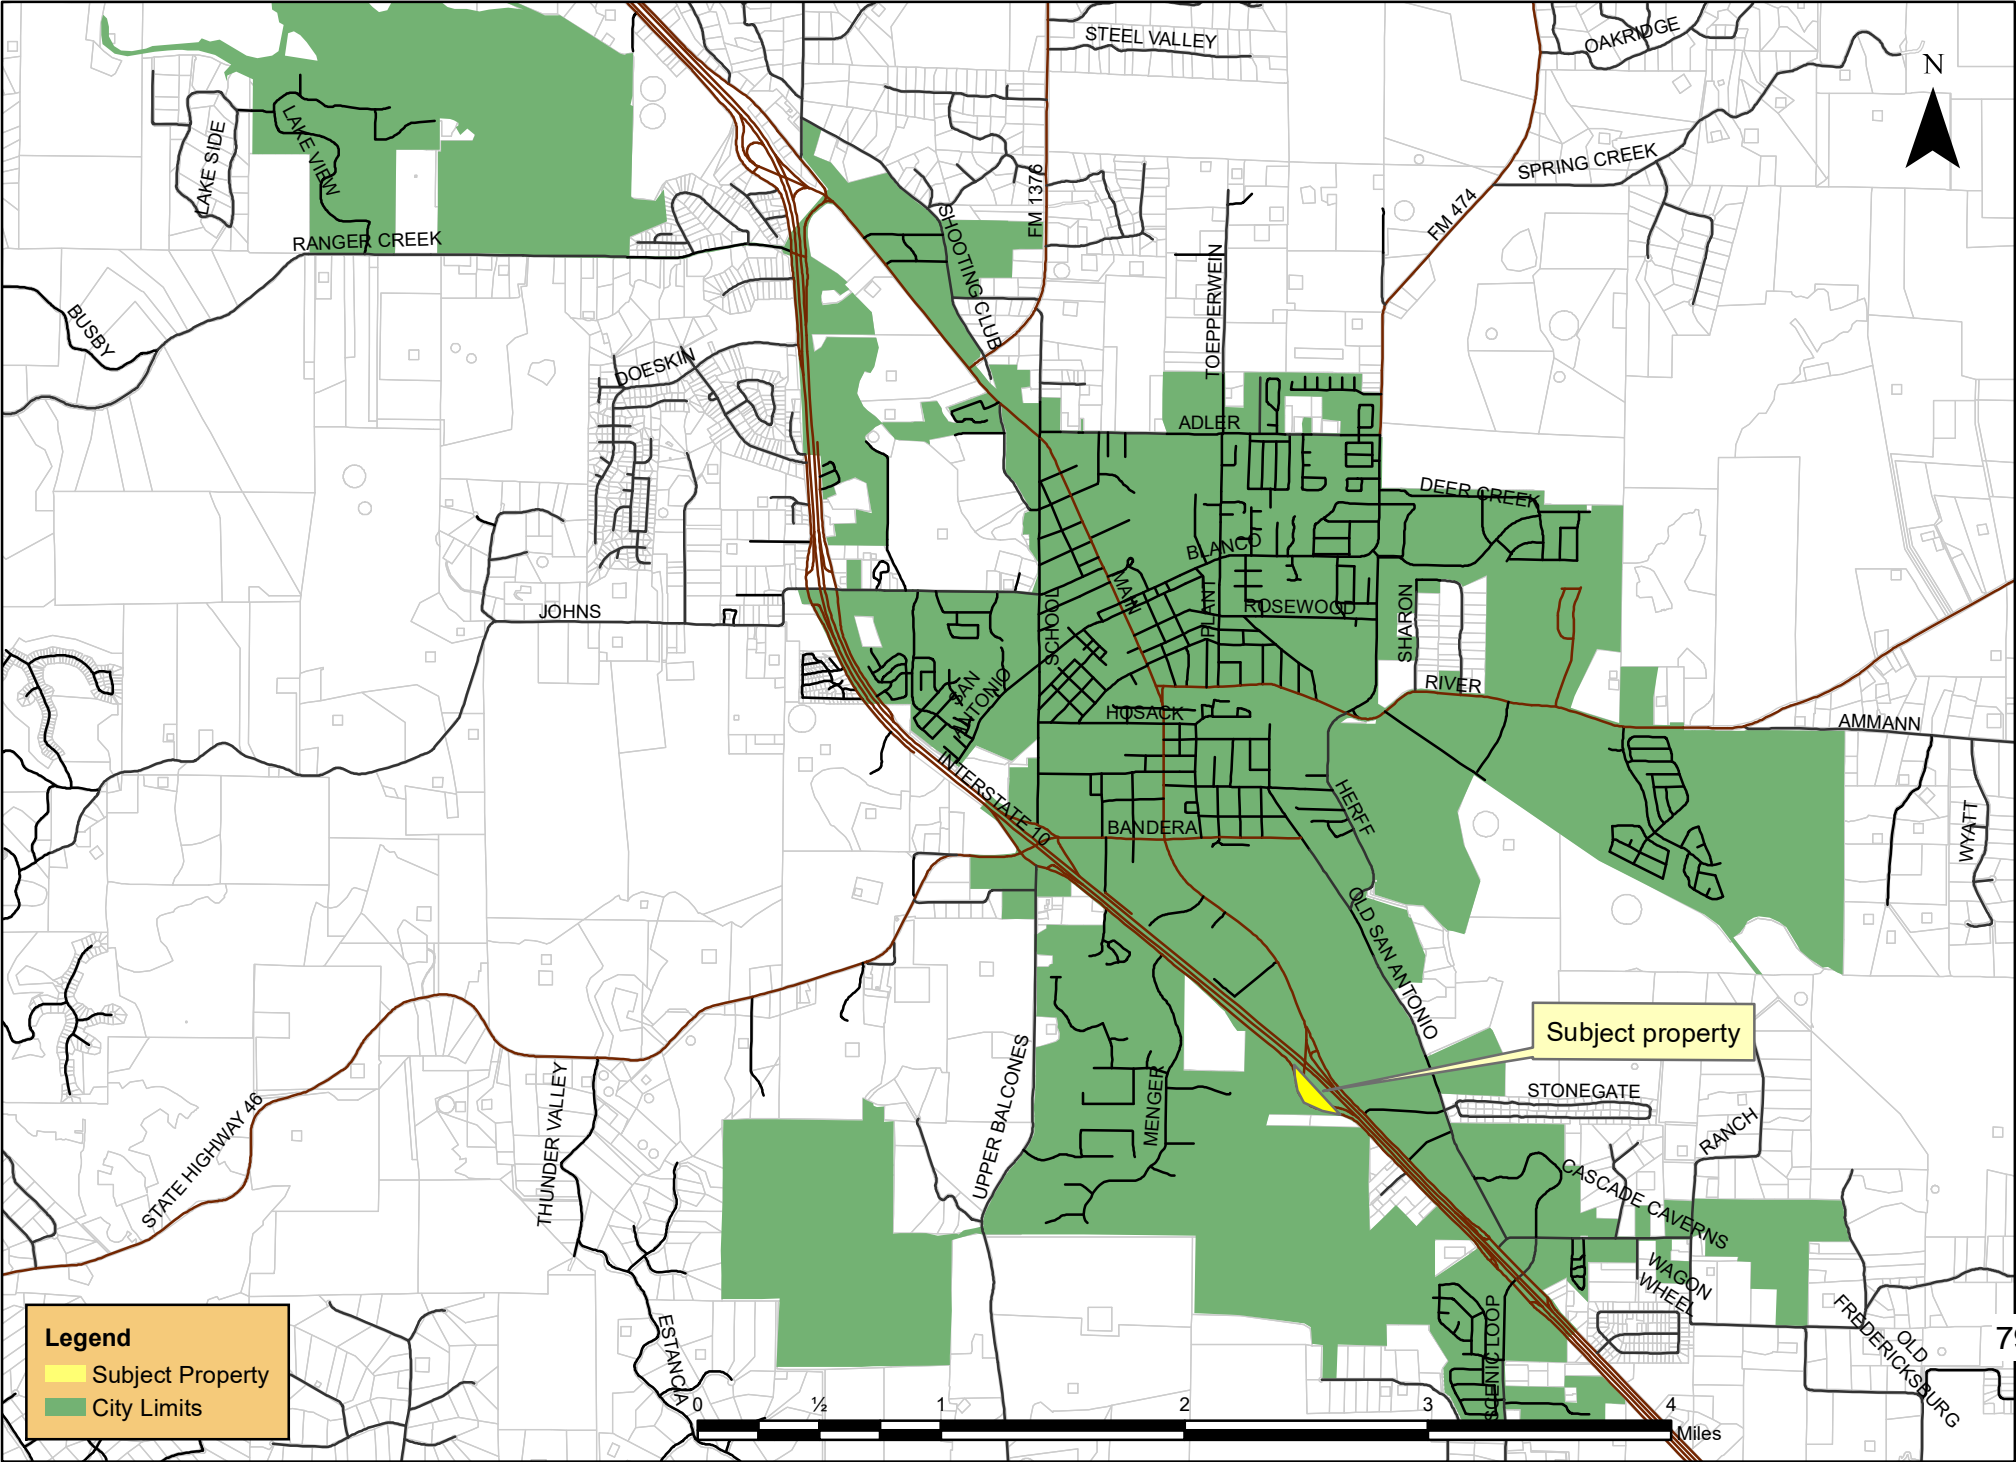 STEEL VALLEY
OAKRIDGE
N
LAKE SIDE
LAKE VIEW
FM 1376
SPRING CREEK
FM 474
RANGER CREEK
SHOOTING CLUB
TOEPPERWEIN
BUSBY
DOESKIN
ADLER
DEER CREEK
BLANCO
MAIN
PLANT
ROSEWOOD
SHARON
JOHNS
SCHOOL
SAN
ANTONIO
RIVER
HOSACK
AMMANN
INTERSTATE 10
HERFF
BANDERA
WYATT
OLD SAN ANTONIO
Subject property
STATE HIGHWAY 46
THUNDER VALLEY
UPPER BALCONES
MENGER
STONEGATE
RANCH
CASCADE CAVERNS
WAGON
WHEEL
SCENIC LOOP
OLD
FREDERICKSBURG
ESTANCIA
Legend
Subject Property
City Limits
0 ½ 1 2 3 4
Miles